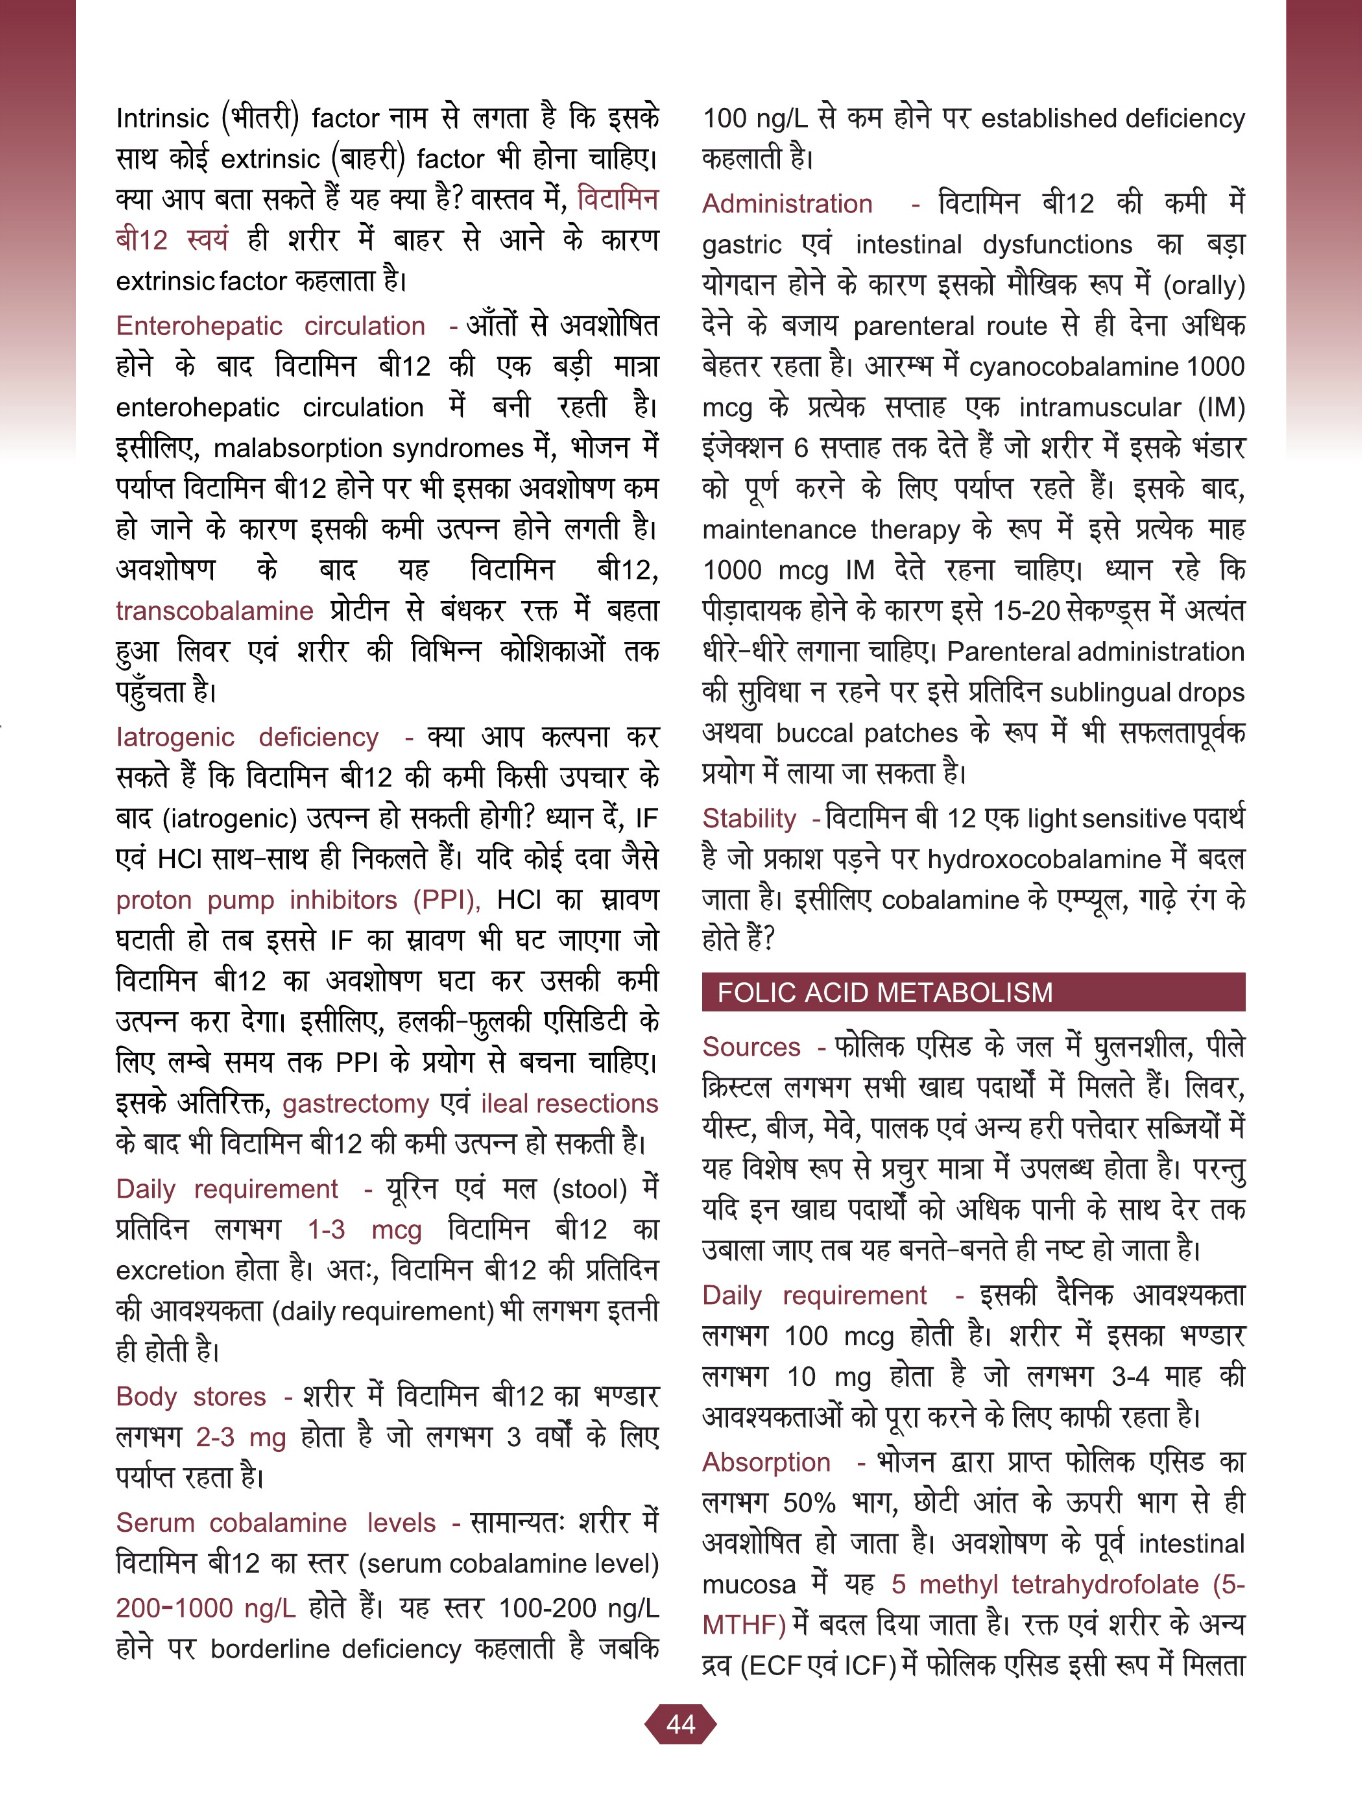 Intrinsic (भीतरी) factor नाम से लगता है कि इसके
साथ कोई extrinsic (बाहरी) factor भी होना चाहिए।
क्या आप बता सकते हैं यह क्या है? वास्तव में, विटामिन
बी12 स्वयं ही शरीर में बाहर से आने के कारण
extrinsic factor कहलाता है।
Enterohepatic circulation - आँतों से अवशोषित
होने के बाद विटामिन बी12 की एक बड़ी मात्रा
enterohepatic circulation में बनी रहती है।
इसीलिए, malabsorption syndromes में, भोजन में
पर्याप्त विटामिन बी12 होने पर भी इसका अवशोषण कम
हो जाने के कारण इसकी कमी उत्पन्न होने लगती है।
अवशोषण के बाद यह विटामिन बी12,
transcobalamine प्रोटीन से बंधकर रक्त में बहता
हुआ लिवर एवं शरीर की विभिन्न कोशिकाओं तक
पहुँचता है।
Iatrogenic deficiency - क्या आप कल्पना कर
सकते हैं कि विटामिन बी12 की कमी किसी उपचार के
बाद (iatrogenic) उत्पन्न हो सकती होगी? ध्यान दें, IF
एवं HCl साथ-साथ ही निकलते हैं। यदि कोई दवा जैसे
proton pump inhibitors (PPI), HCl का स्रावण
घटाती हो तब इससे IF का स्रावण भी घट जाएगा जो
विटामिन बी12 का अवशोषण घटा कर उसकी कमी
उत्पन्न करा देगा। इसीलिए, हलकी-फुलकी एसिडिटी के
लिए लम्बे समय तक PPI के प्रयोग से बचना चाहिए।
इसके अतिरिक्त, gastrectomy एवं ileal resections
के बाद भी विटामिन बी12 की कमी उत्पन्न हो सकती है।
Daily requirement - यूरिन एवं मल (stool) में
प्रतिदिन लगभग 1-3 mcg विटामिन बी12 का
excretion होता है। अतः, विटामिन बी12 की प्रतिदिन
की आवश्यकता (daily requirement) भी लगभग इतनी
ही होती है।
Body stores - शरीर में विटामिन बी12 का भण्डार
लगभग 2-3 mg होता है जो लगभग 3 वर्षों के लिए
पर्याप्त रहता है।
Serum cobalamine levels - सामान्यतः शरीर में
विटामिन बी12 का स्तर (serum cobalamine level)
200-1000 ng/L होते हैं। यह स्तर 100-200 ng/L
होने पर borderline deficiency कहलाती है जबकि
100 ng/L से कम होने पर established deficiency
कहलाती है।
Administration - विटामिन बी12 की कमी में
gastric एवं intestinal dysfunctions का बड़ा
योगदान होने के कारण इसको मौखिक रूप में (orally)
देने के बजाय parenteral route से ही देना अधिक
बेहतर रहता है। आरम्भ में cyanocobalamine 1000
mcg के प्रत्येक सप्ताह एक intramuscular (IM)
इंजेक्शन 6 सप्ताह तक देते हैं जो शरीर में इसके भंडार
को पूर्ण करने के लिए पर्याप्त रहते हैं। इसके बाद,
maintenance therapy के रूप में इसे प्रत्येक माह
1000 mcg IM देते रहना चाहिए। ध्यान रहे कि
पीड़ादायक होने के कारण इसे 15-20 सेकण्ड्स में अत्यंत
धीरे-धीरे लगाना चाहिए। Parenteral administration
की सुविधा न रहने पर इसे प्रतिदिन sublingual drops
अथवा buccal patches के रूप में भी सफलतापूर्वक
प्रयोग में लाया जा सकता है।
Stability - विटामिन बी 12 एक light sensitive पदार्थ
है जो प्रकाश पड़ने पर hydroxocobalamine में बदल
जाता है। इसीलिए cobalamine के एम्प्यूल, गाढ़े रंग के
होते हैं?
FOLIC ACID METABOLISM
Sources - फोलिक एसिड के जल में घुलनशील, पीले
क्रिस्टल लगभग सभी खाद्य पदार्थों में मिलते हैं। लिवर,
यीस्ट, बीज, मेवे, पालक एवं अन्य हरी पत्तेदार सब्जियों में
यह विशेष रूप से प्रचुर मात्रा में उपलब्ध होता है। परन्तु
यदि इन खाद्य पदार्थों को अधिक पानी के साथ देर तक
उबाला जाए तब यह बनते-बनते ही नष्ट हो जाता है।
Daily requirement - इसकी दैनिक आवश्यकता
लगभग 100 mcg होती है। शरीर में इसका भण्डार
लगभग 10 mg होता है जो लगभग 3-4 माह की
आवश्यकताओं को पूरा करने के लिए काफी रहता है।
Absorption - भोजन द्वारा प्राप्त फोलिक एसिड का
लगभग 50% भाग, छोटी आंत के ऊपरी भाग से ही
अवशोषित हो जाता है। अवशोषण के पूर्व intestinal
mucosa में यह 5 methyl tetrahydrofolate (5-
MTHF) में बदल दिया जाता है। रक्त एवं शरीर के अन्य
द्रव (ECF एवं ICF) में फोलिक एसिड इसी रूप में मिलता
44